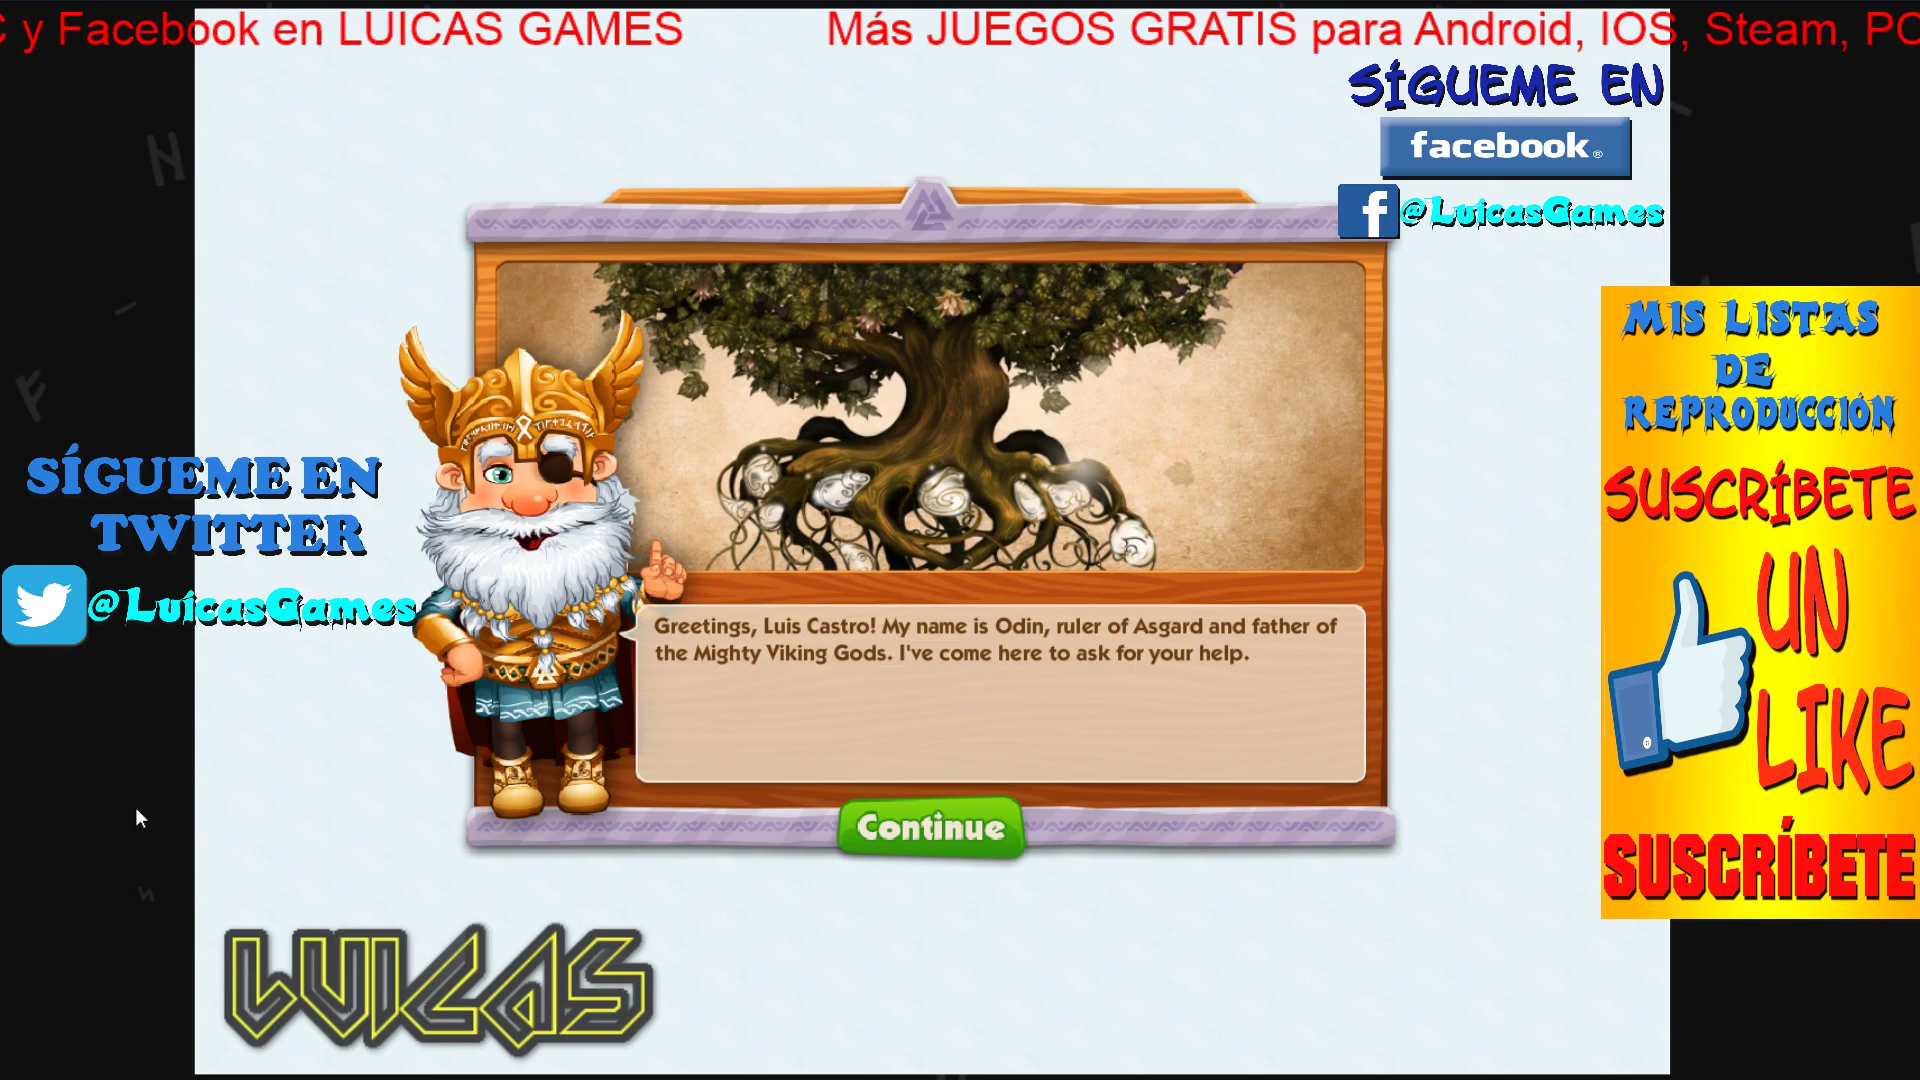 C y Facebook en LUICAS GAMES Más JUEGOS GRATIS para Android, IOS, Steam, PC
SÍGUEME EN
facebook®
f @LuicasGames
MIS LISTAS
DE
REPRODUCCIÓN
SUSCRÍBETE
UN
LIKE
SUSCRÍBETE
SÍGUEME EN
TWITTER
@LuicasGames
Greetings, Luis Castro! My name is Odin, ruler of Asgard and father of
the Mighty Viking Gods. I've come here to ask for your help.
Continue
LUICAS